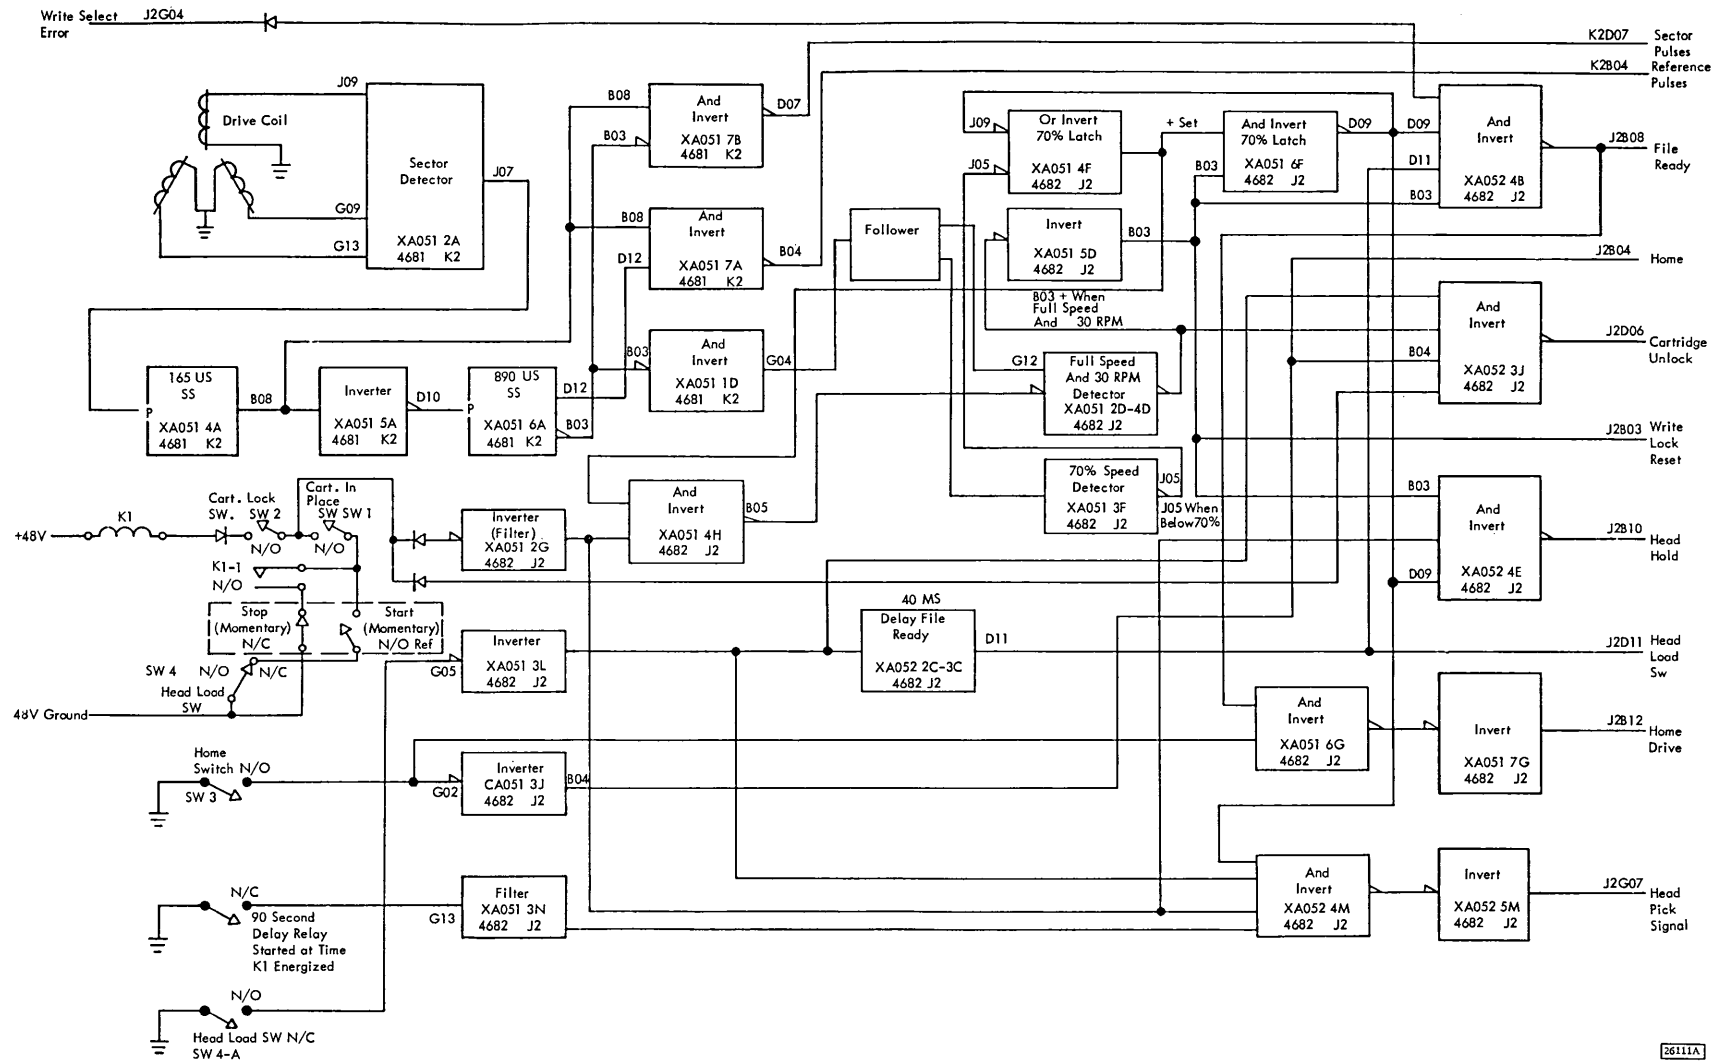 Write Select
Error
J2G04
K2D07
Sector
Pulses
K2B04
Reference
Pulses
J09
Drive Coil
G09
G13
Sector
Detector
XA051 2A
4681 K2
J07
B08
B03
And
Invert
XA051 7B
4681 K2
D07
B08
D12
And
Invert
XA051 7A
4681 K2
B04
B03
And
Invert
XA051 1D
4681 K2
G04
Follower
J09
J05
Or Invert
70% Latch
XA051 4F
4682 J2
+ Set
B03
And Invert
70% Latch
XA051 6F
4682 J2
D09
D09
D11
B03
And
Invert
XA052 4B
4682 J2
J2B08
File
Ready
Invert
XA051 5D
4682 J2
B03
B03 + When
Full Speed
And 30 RPM
J2B04
Home
G12
Full Speed
And 30 RPM
Detector
XA051 2D-4D
4682 J2
B04
And
Invert
XA052 3J
4682 J2
J2D06
Cartridge
Unlock
165 US
SS
P
XA051 4A
4681 K2
B08
Inverter
XA051 5A
4681 K2
D10
890 US
SS
P
XA051 6A
4681 K2
D12
B03
J2B03
Write
Lock
Reset
70% Speed
Detector
XA051 3F
4682 J2
J05
J05 When
Below70%
And
Invert
XA051 4H
4682 J2
B05
B03
D09
And
Invert
XA052 4E
4682 J2
J2B10
Head
Hold
+48V
K1
Cart. Lock
SW.
SW 2
N/O
Cart. In
Place
SW SW 1
N/O
K1-1
N/O
Inverter
(Filter)
XA051 2G
4682 J2
Stop
(Momentary)
N/C
Start
(Momentary)
N/O Ref
SW 4
N/O
N/C
Head Load
SW
48V Ground
G05
Inverter
XA051 3L
4682 J2
40 MS
Delay File
Ready
XA052 2C-3C
4682 J2
D11
J2D11
Head
Load
Sw
And
Invert
XA051 6G
4682 J2
Invert
XA051 7G
4682 J2
J2B12
Home
Drive
Home
Switch N/O
SW 3
G02
Inverter
CA051 3J
4682 J2
B04
N/C
90 Second
Delay Relay
Started at Time
K1 Energized
G13
Filter
XA051 3N
4682 J2
And
Invert
XA052 4M
4682 J2
Invert
XA052 5M
4682 J2
J2G07
Head
Pick
Signal
N/O
Head Load SW N/C
SW 4-A
26111A